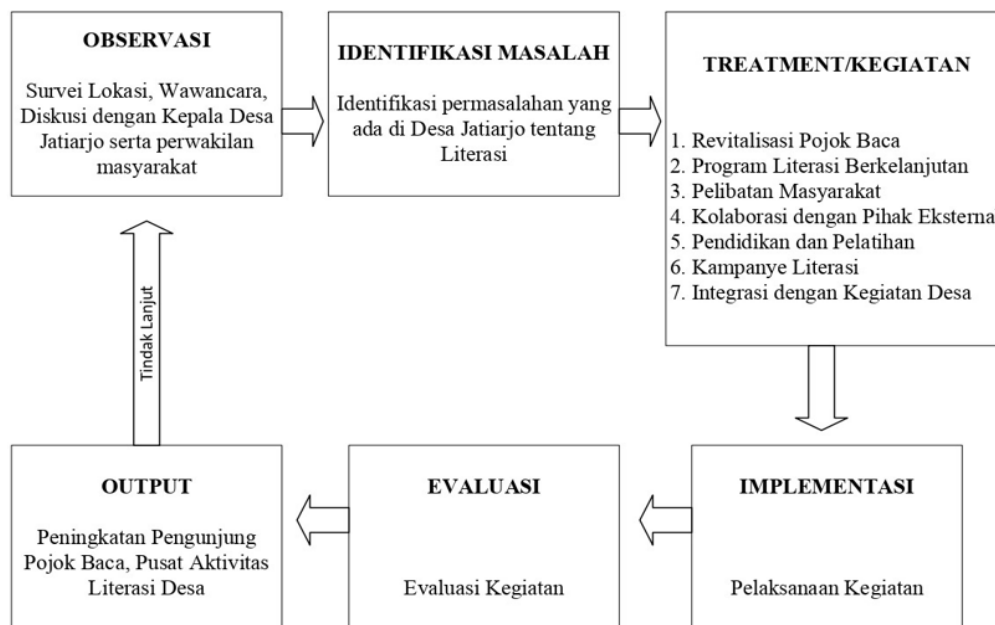 OBSERVASI
Survei Lokasi, Wawancara,
Diskusi dengan Kepala Desa
Jatiarjo serta perwakilan
masyarakat
IDENTIFIKASI MASALAH
Identifikasi permasalahan yang
ada di Desa Jatiarjo tentang
Literasi
TREATMENT/KEGIATAN
1. Revitalisasi Pojok Baca
2. Program Literasi Berkelanjutan
3. Pelibatan Masyarakat
4. Kolaborasi dengan Pihak Eksternal
5. Pendidikan dan Pelatihan
6. Kampanye Literasi
7. Integrasi dengan Kegiatan Desa
IMPLEMENTASI
Pelaksanaan Kegiatan
EVALUASI
Evaluasi Kegiatan
OUTPUT
Peningkatan Pengunjung
Pojok Baca, Pusat Aktivitas
Literasi Desa
Tindak Lanjut